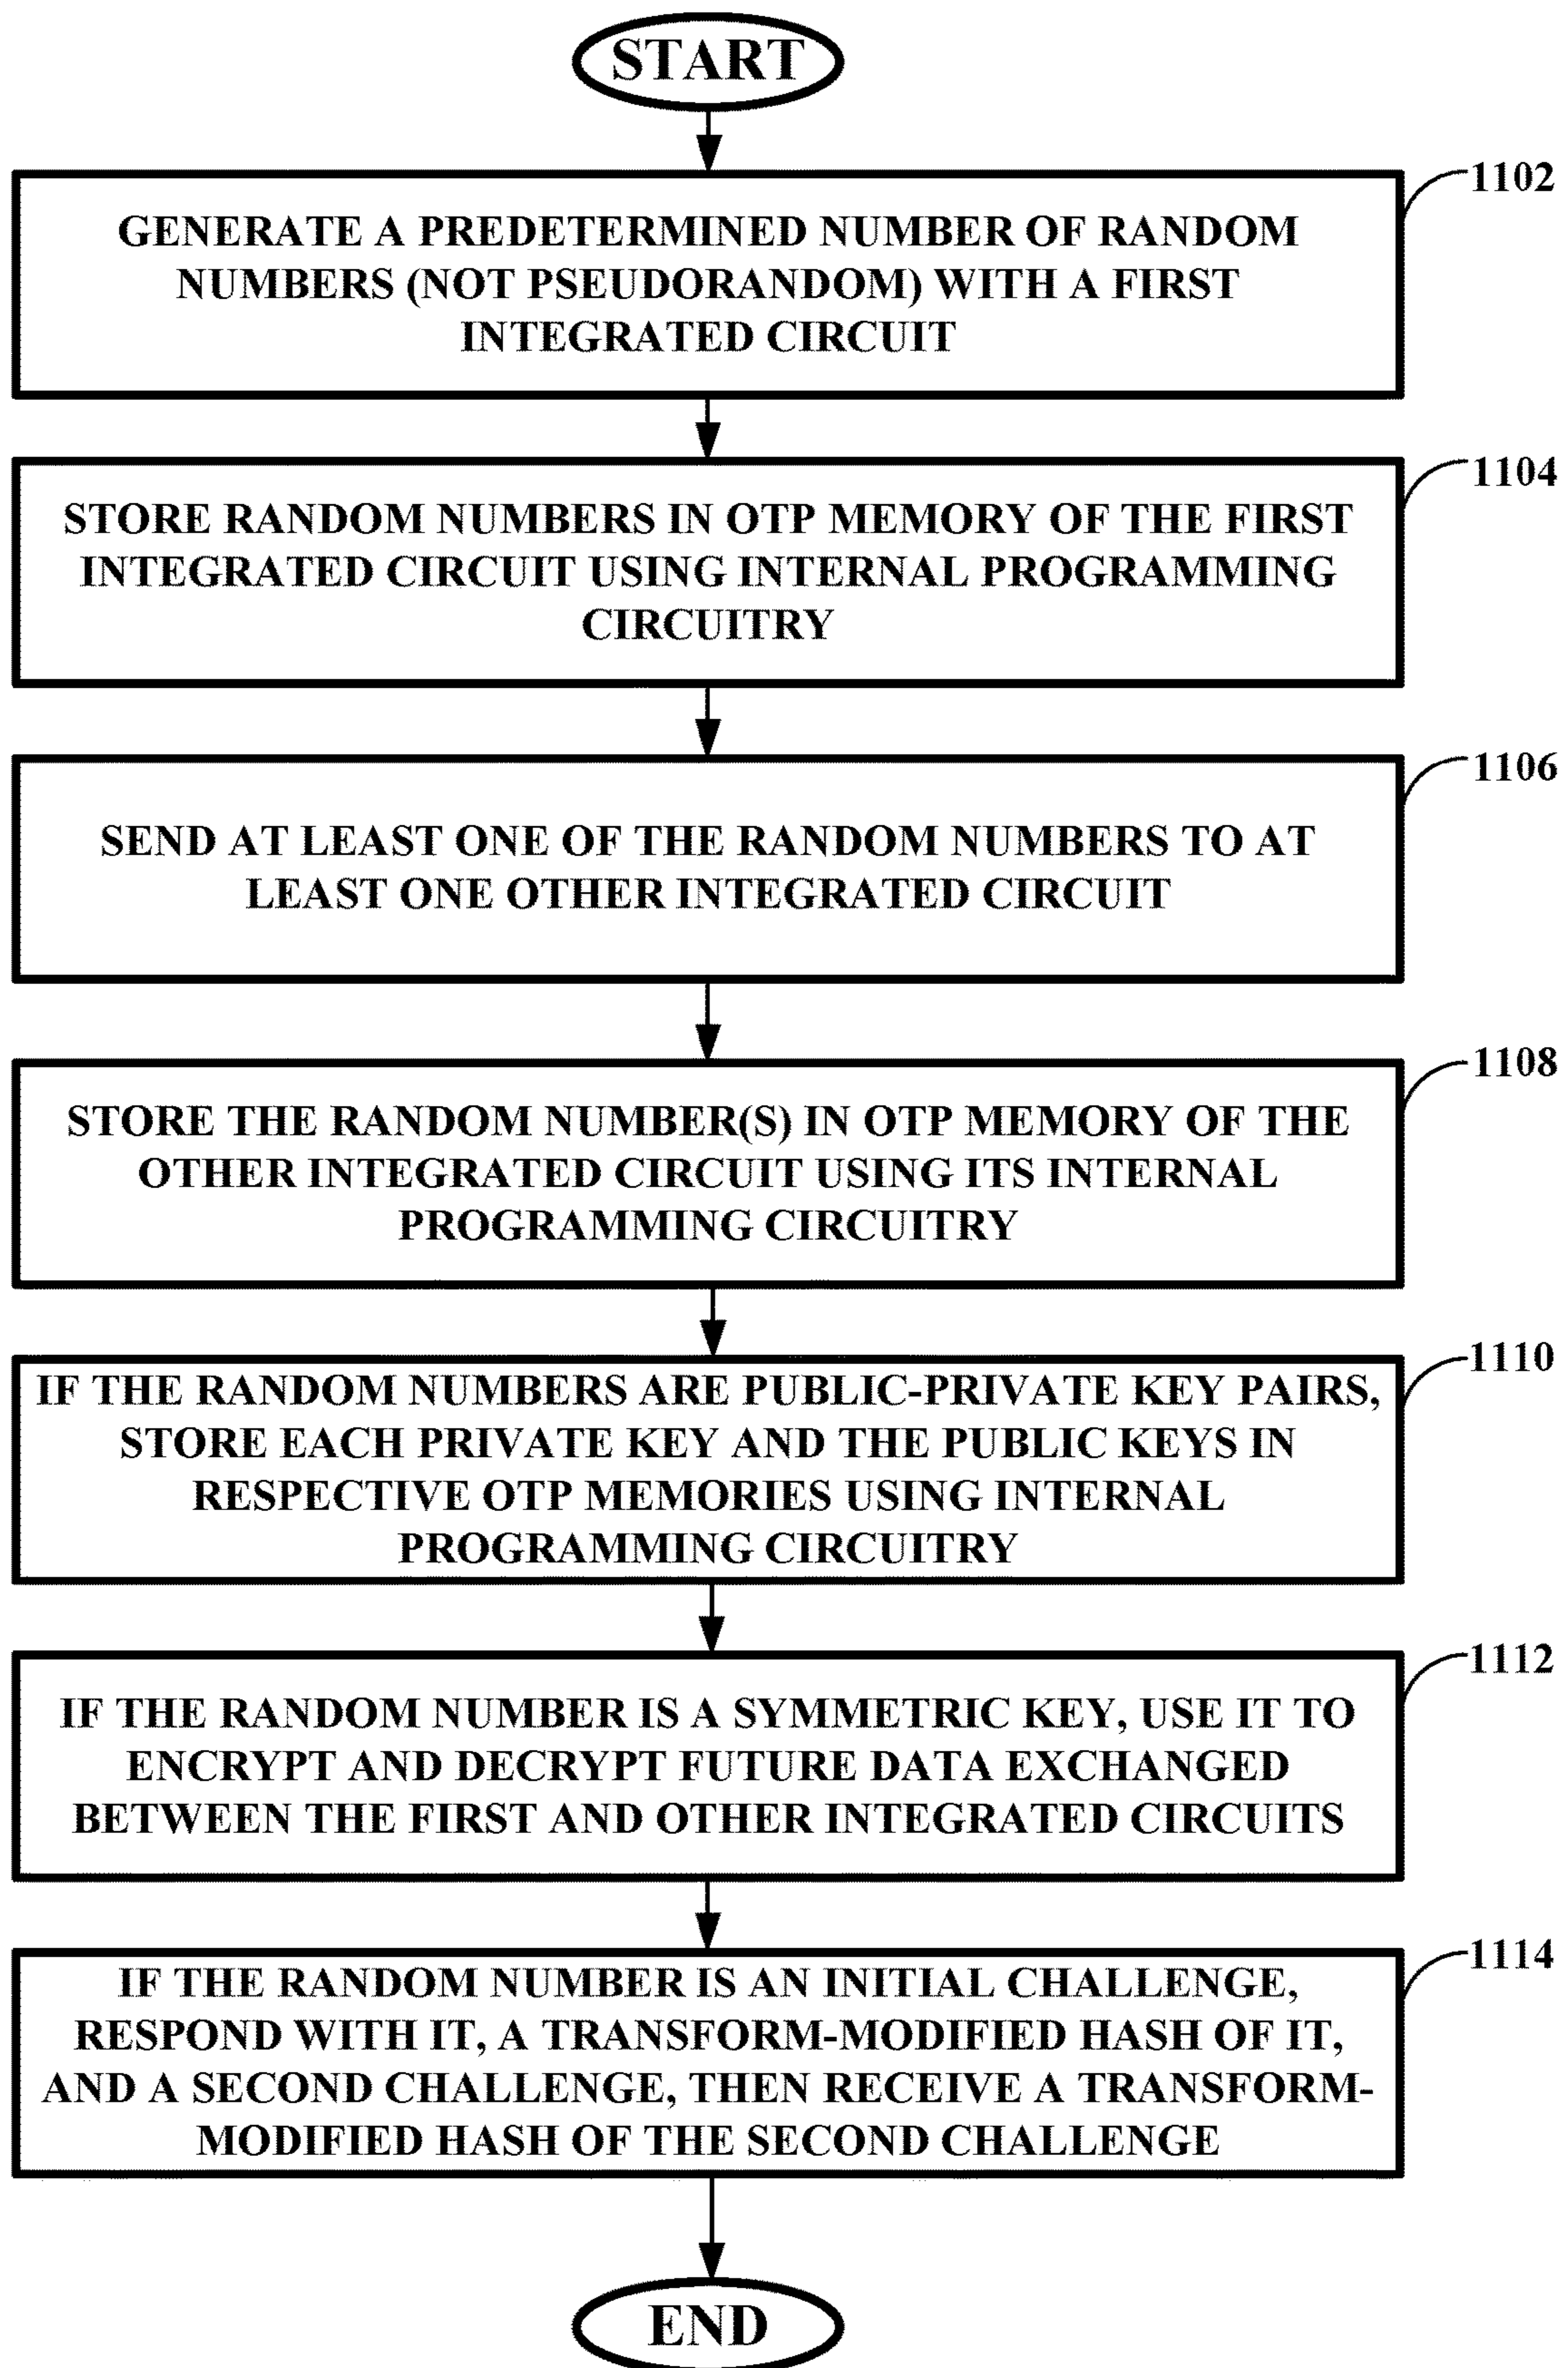 START
1102
GENERATE A PREDETERMINED NUMBER OF RANDOM
NUMBERS (NOT PSEUDORANDOM) WITH A FIRST
INTEGRATED CIRCUIT
1104
STORE RANDOM NUMBERS IN OTP MEMORY OF THE FIRST
INTEGRATED CIRCUIT USING INTERNAL PROGRAMMING
CIRCUITRY
1106
SEND AT LEAST ONE OF THE RANDOM NUMBERS TO AT
LEAST ONE OTHER INTEGRATED CIRCUIT
1108
STORE THE RANDOM NUMBER(S) IN OTP MEMORY OF THE
OTHER INTEGRATED CIRCUIT USING ITS INTERNAL
PROGRAMMING CIRCUITRY
1110
IF THE RANDOM NUMBERS ARE PUBLIC-PRIVATE KEY PAIRS,
STORE EACH PRIVATE KEY AND THE PUBLIC KEYS IN
RESPECTIVE OTP MEMORIES USING INTERNAL
PROGRAMMING CIRCUITRY
1112
IF THE RANDOM NUMBER IS A SYMMETRIC KEY, USE IT TO
ENCRYPT AND DECRYPT FUTURE DATA EXCHANGED
BETWEEN THE FIRST AND OTHER INTEGRATED CIRCUITS
1114
IF THE RANDOM NUMBER IS AN INITIAL CHALLENGE,
RESPOND WITH IT, A TRANSFORM-MODIFIED HASH OF IT,
AND A SECOND CHALLENGE, THEN RECEIVE A TRANSFORM-
MODIFIED HASH OF THE SECOND CHALLENGE
END